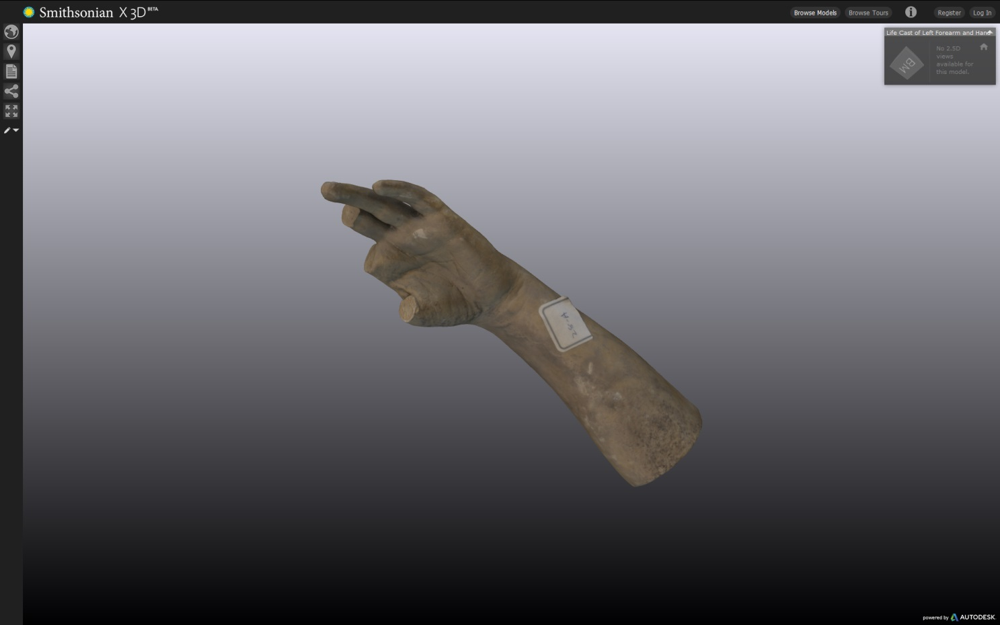 Smithsonian X 3D BETA
Browse Models
Browse Tours
Register
Log In
Life Cast of Left Forearm and Hand
BM
No 2.5D
views
available for
this model.
powered by AUTODESK.